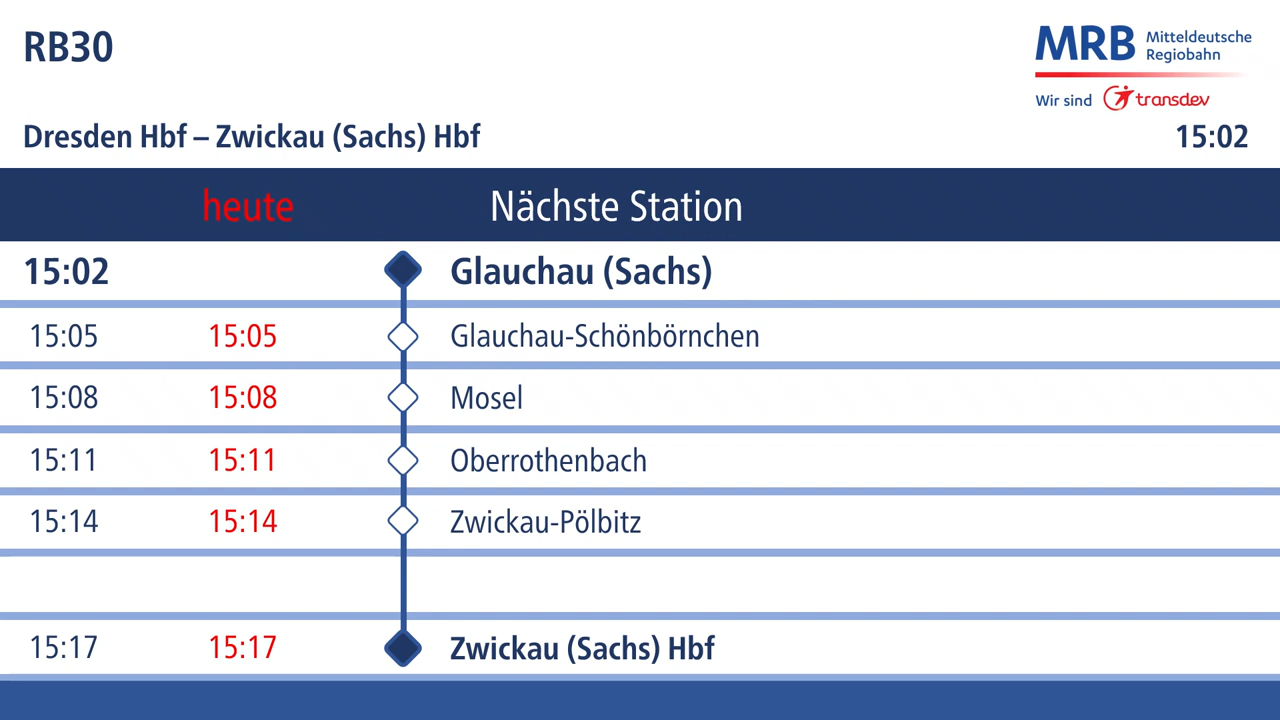 RB30
MRB Mitteldeutsche
Regiobahn
Wir sind transdev
Dresden Hbf – Zwickau (Sachs) Hbf 15:02
heute Nächste Station
15:02 Glauchau (Sachs)
15:05 15:05 Glauchau-Schönbörnchen
15:08 15:08 Mosel
15:11 15:11 Oberrothenbach
15:14 15:14 Zwickau-Pölbitz
15:17 15:17 Zwickau (Sachs) Hbf